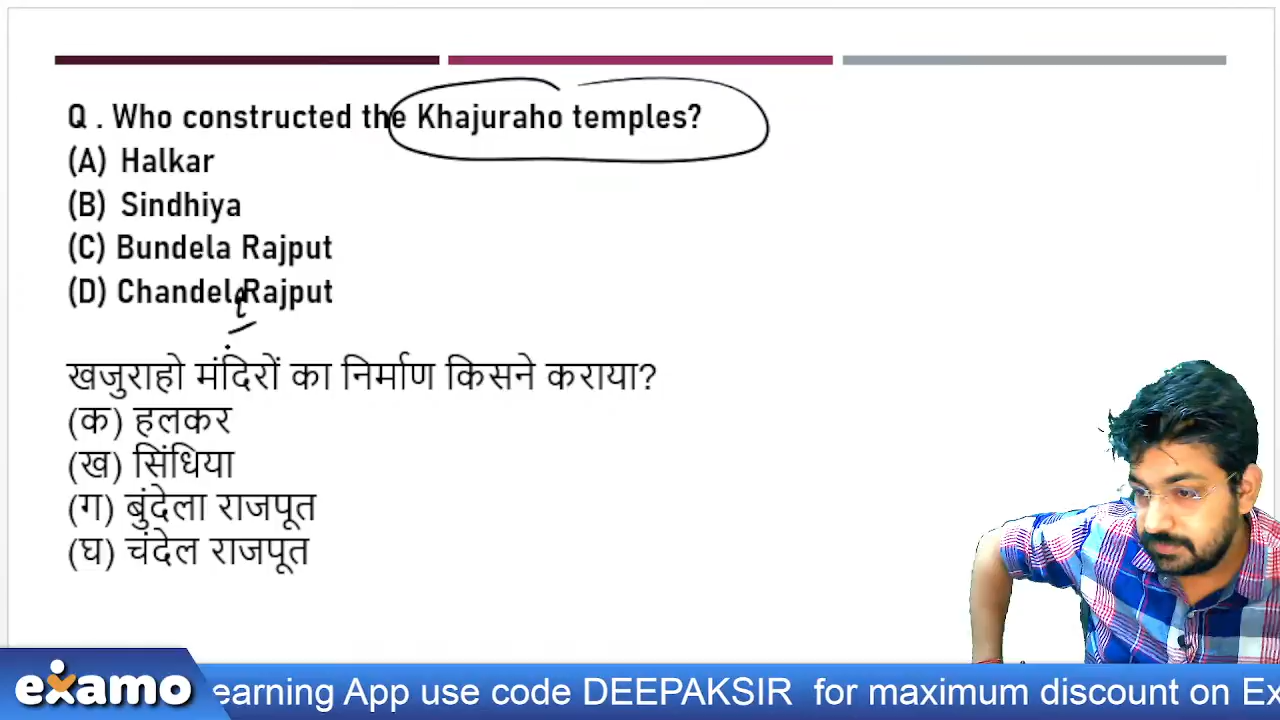 Q . Who constructed the Khajuraho temples?
(A) Halkar
(B) Sindhiya
(C) Bundela Rajput
(D) Chandel Rajput
खजुराहो मंदिरों का निर्माण किसने कराया?
(क) हलकर
(ख) सिंधिया
(ग) बुंदेला राजपूत
(घ) चंदेल राजपूत
examo earning App use code DEEPAKSIR for maximum discount on Ex